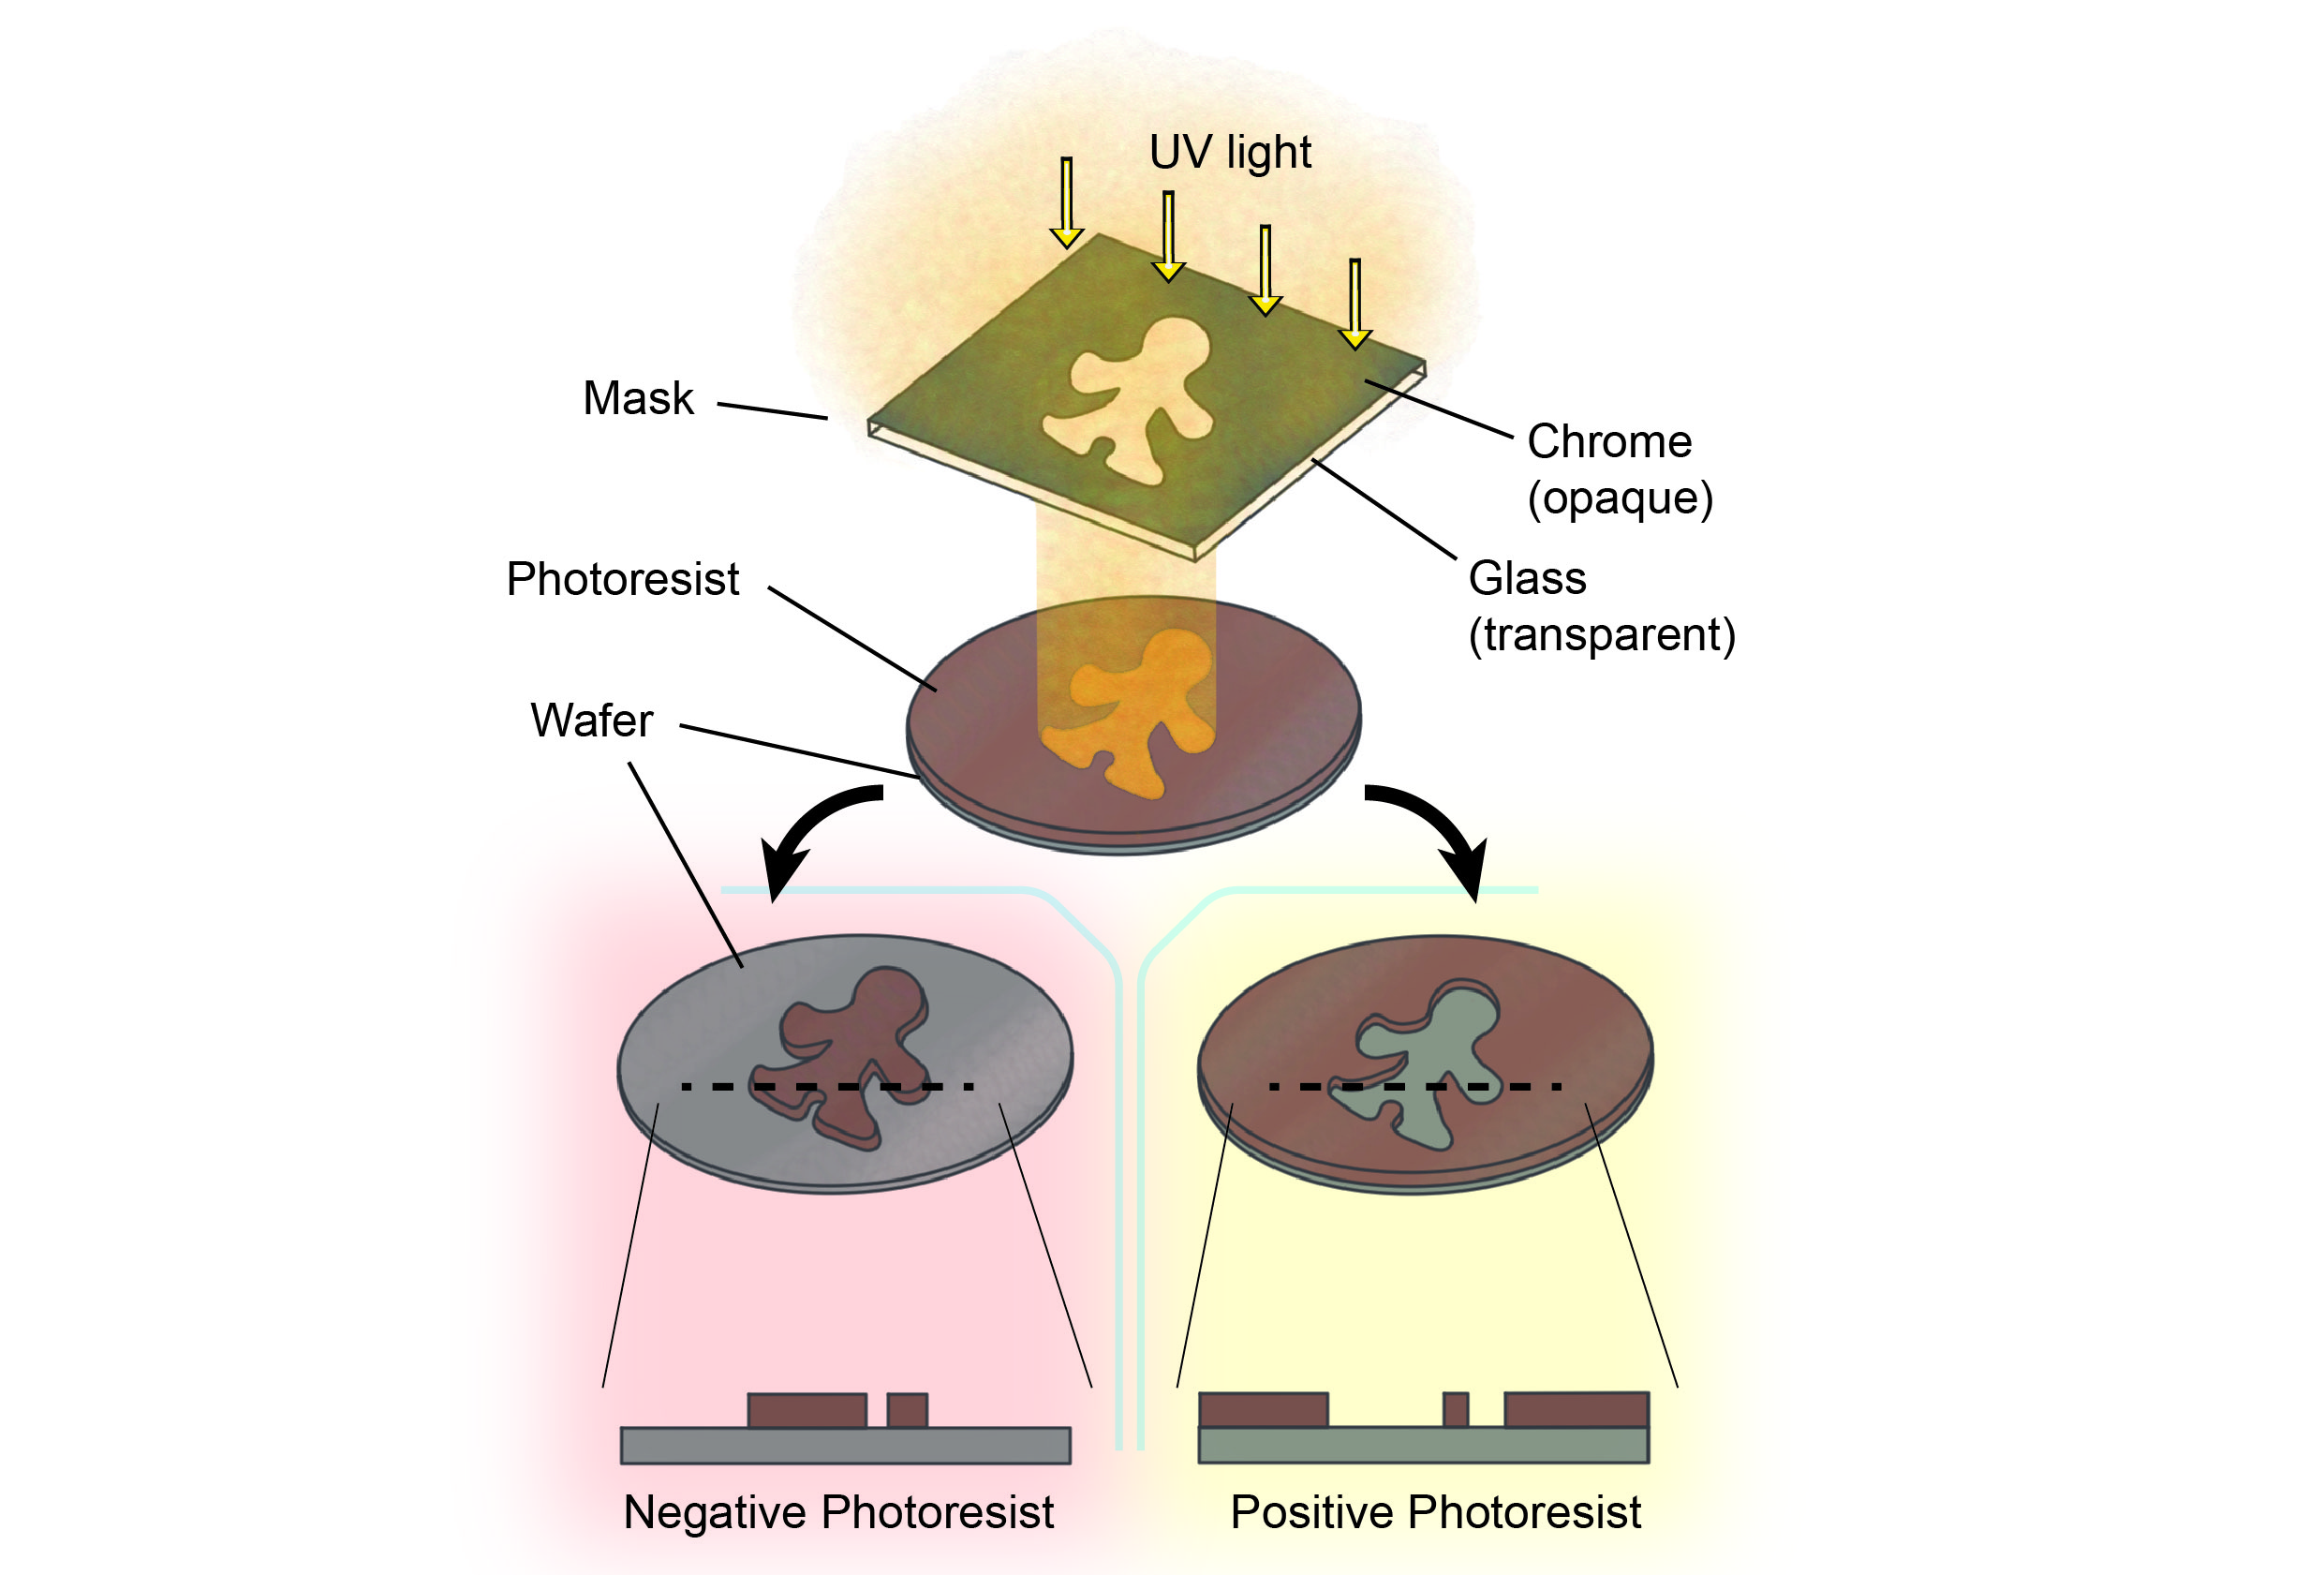 UV light
Mask
Chrome
(opaque)
Photoresist
Glass
(transparent)
Wafer
Negative Photoresist
Positive Photoresist